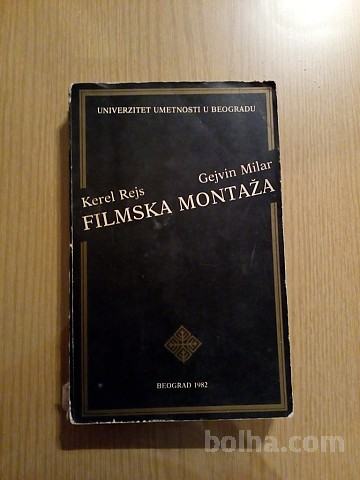 UNIVERZITET UMETNOSTI U BEOGRADU
Kerel Rejs
Gejvin Milar
FILMSKA MONTAŽA
BEOGRAD 1982
bolha.com